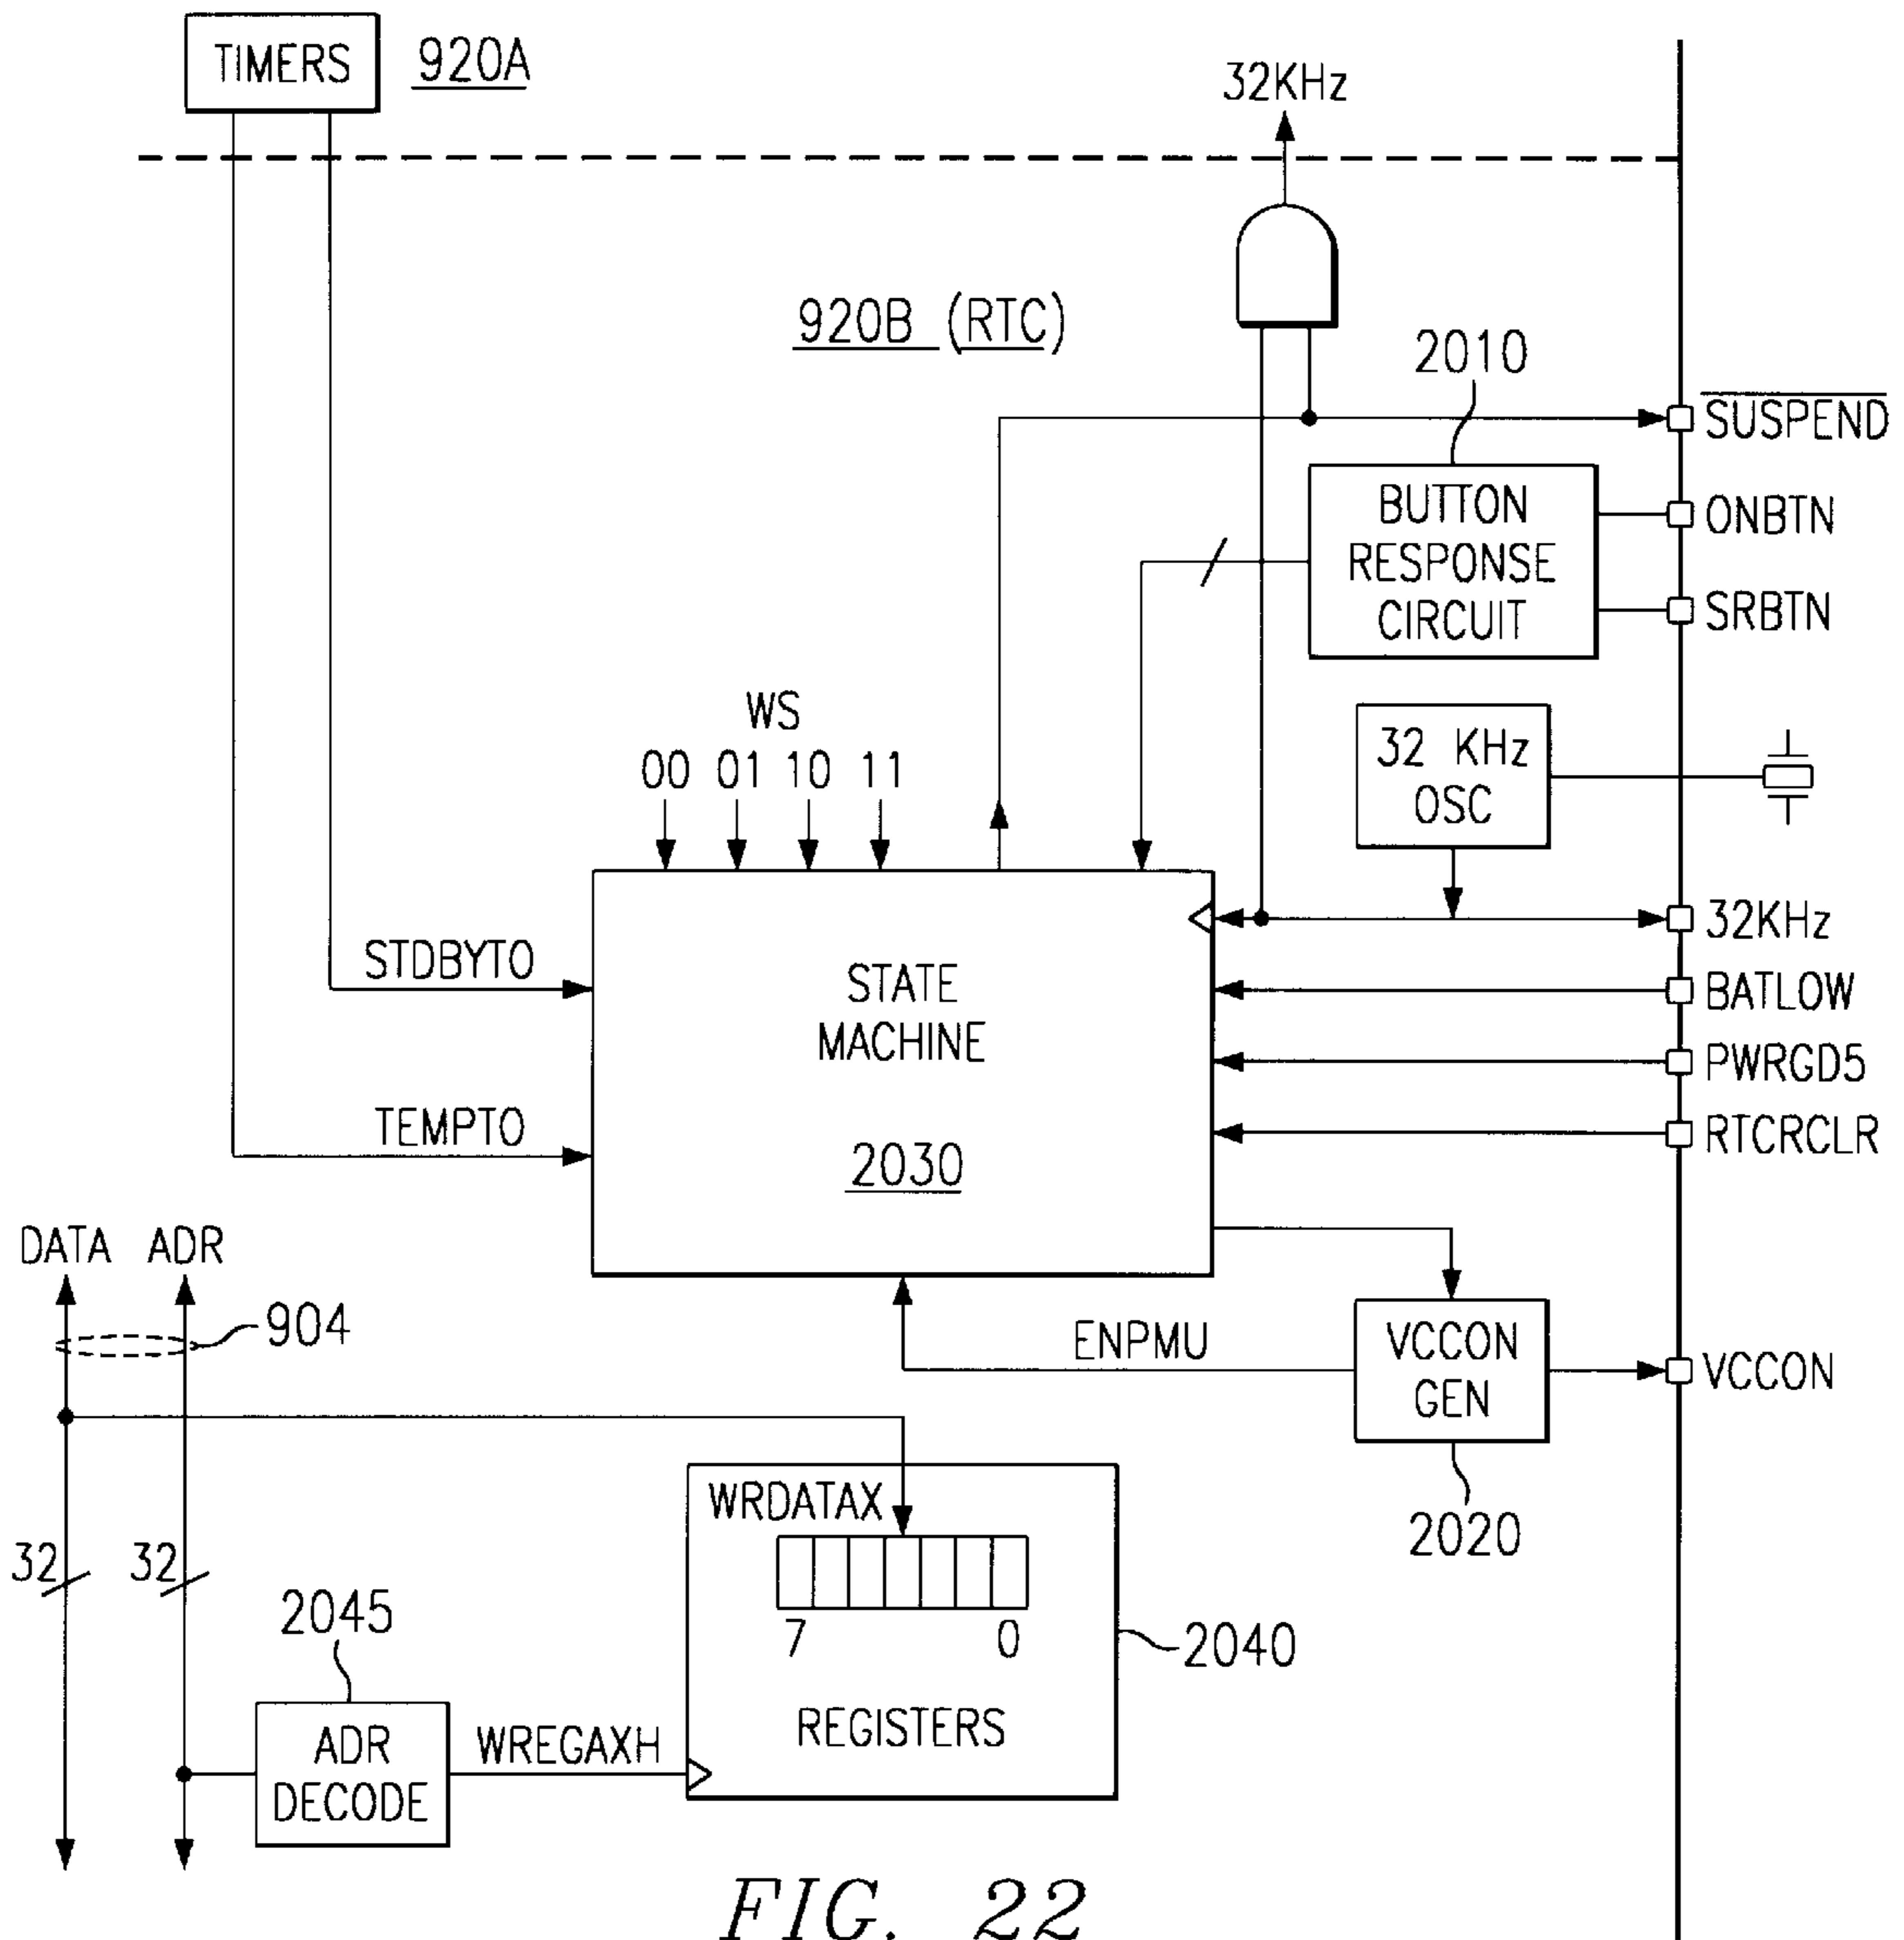 TIMERS 920A
32KHz
920B (RTC)
2010
SUSPEND
BUTTON
RESPONSE
CIRCUIT
ONBTN
SRBTN
WS
00 01 10 11
32 KHz
OSC
32KHz
STDBYTO
STATE
MACHINE
2030
BATLOW
PWRGD5
TEMPTO
RTCRCLR
DATA ADR
904
ENPMU
VCCON
GEN
VCCON
2020
WRDATAX
7 0
REGISTERS
2040
32 32
2045
ADR
DECODE
WREGAXH
FIG. 22